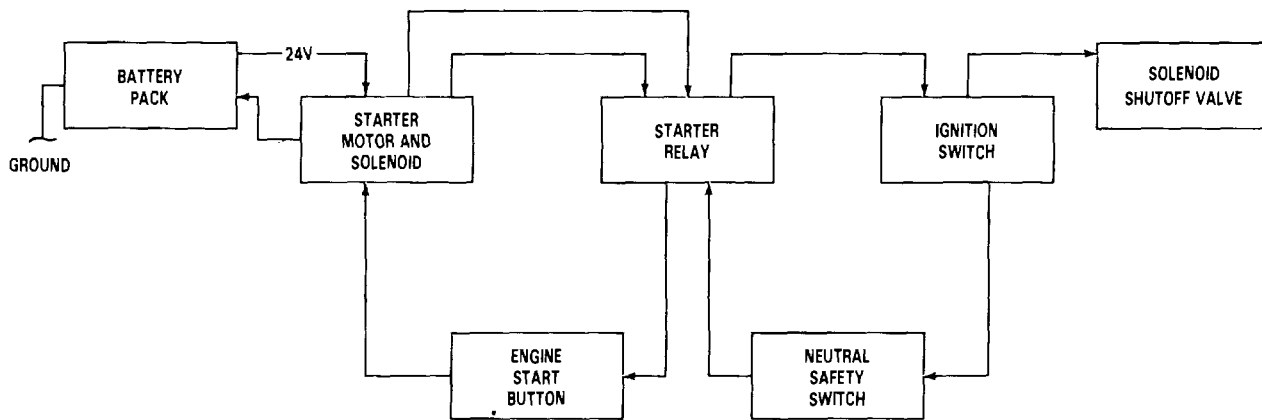 BATTERY
PACK
24V
STARTER
MOTOR AND
SOLENOID
STARTER
RELAY
IGNITION
SWITCH
SOLENOID
SHUTOFF VALVE
GROUND
ENGINE
START
BUTTON
NEUTRAL
SAFETY
SWITCH